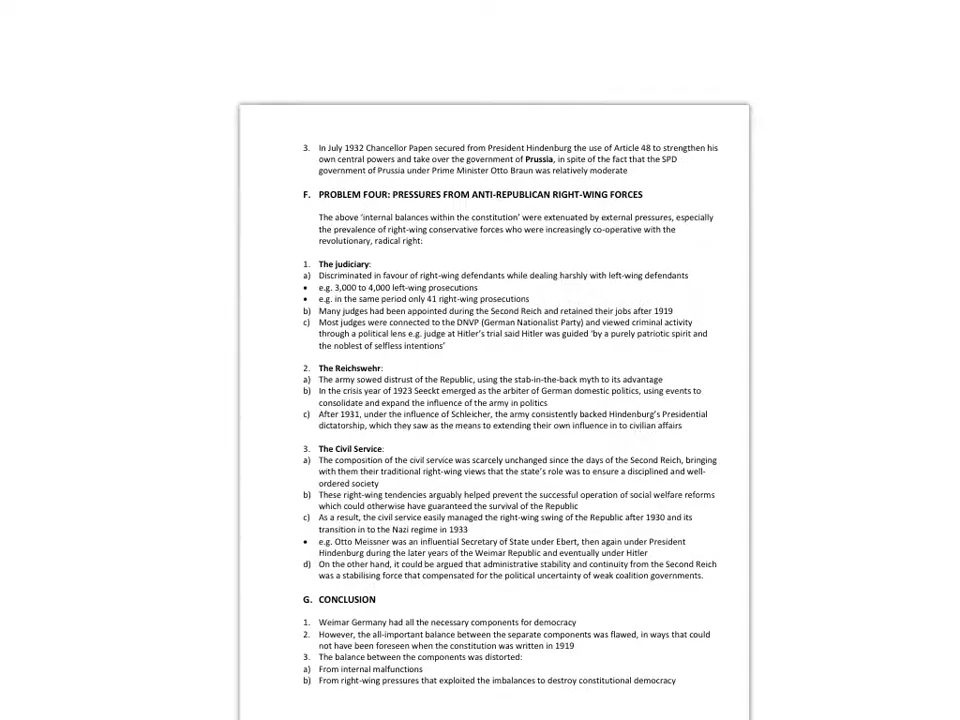 3. In July 1932 Chancellor Papen secured from President Hindenburg the use of Article 48 to strengthen his
own central powers and take over the government of Prussia, in spite of the fact that the SPD
government of Prussia under Prime Minister Otto Braun was relatively moderate
F. PROBLEM FOUR: PRESSURES FROM ANTI-REPUBLICAN RIGHT-WING FORCES
The above ‘internal balances within the constitution’ were extenuated by external pressures, especially
the prevalence of right-wing conservative forces who were increasingly co-operative with the
revolutionary, radical right:
1. The judiciary:
a) Discriminated in favour of right-wing defendants while dealing harshly with left-wing defendants
• e.g. 3,000 to 4,000 left-wing prosecutions
• e.g. in the same period only 41 right-wing prosecutions
b) Many judges had been appointed during the Second Reich and retained their jobs after 1919
c) Most judges were connected to the DNVP (German Nationalist Party) and viewed criminal activity
through a political lens e.g. judge at Hitler’s trial said Hitler was guided ‘by a purely patriotic spirit and
the noblest of selfless intentions’
2. The Reichswehr:
a) The army sowed distrust of the Republic, using the stab-in-the-back myth to its advantage
b) In the crisis year of 1923 Seeckt emerged as the arbiter of German domestic politics, using events to
consolidate and expand the influence of the army in politics
c) After 1931, under the influence of Schleicher, the army consistently backed Hindenburg’s Presidential
dictatorship, which they saw as the means to extending their own influence in to civilian affairs
3. The Civil Service:
a) The composition of the civil service was scarcely unchanged since the days of the Second Reich, bringing
with them their traditional right-wing views that the state’s role was to ensure a disciplined and well-
ordered society
b) These right-wing tendencies arguably helped prevent the successful operation of social welfare reforms
which could otherwise have guaranteed the survival of the Republic
c) As a result, the civil service easily managed the right-wing swing of the Republic after 1930 and its
transition in to the Nazi regime in 1933
• e.g. Otto Meissner was an influential Secretary of State under Ebert, then again under President
Hindenburg during the later years of the Weimar Republic and eventually under Hitler
d) On the other hand, it could be argued that administrative stability and continuity from the Second Reich
was a stabilising force that compensated for the political uncertainty of weak coalition governments.
G. CONCLUSION
1. Weimar Germany had all the necessary components for democracy
2. However, the all-important balance between the separate components was flawed, in ways that could
not have been foreseen when the constitution was written in 1919
3. The balance between the components was distorted:
a) From internal malfunctions
b) From right-wing pressures that exploited the imbalances to destroy constitutional democracy